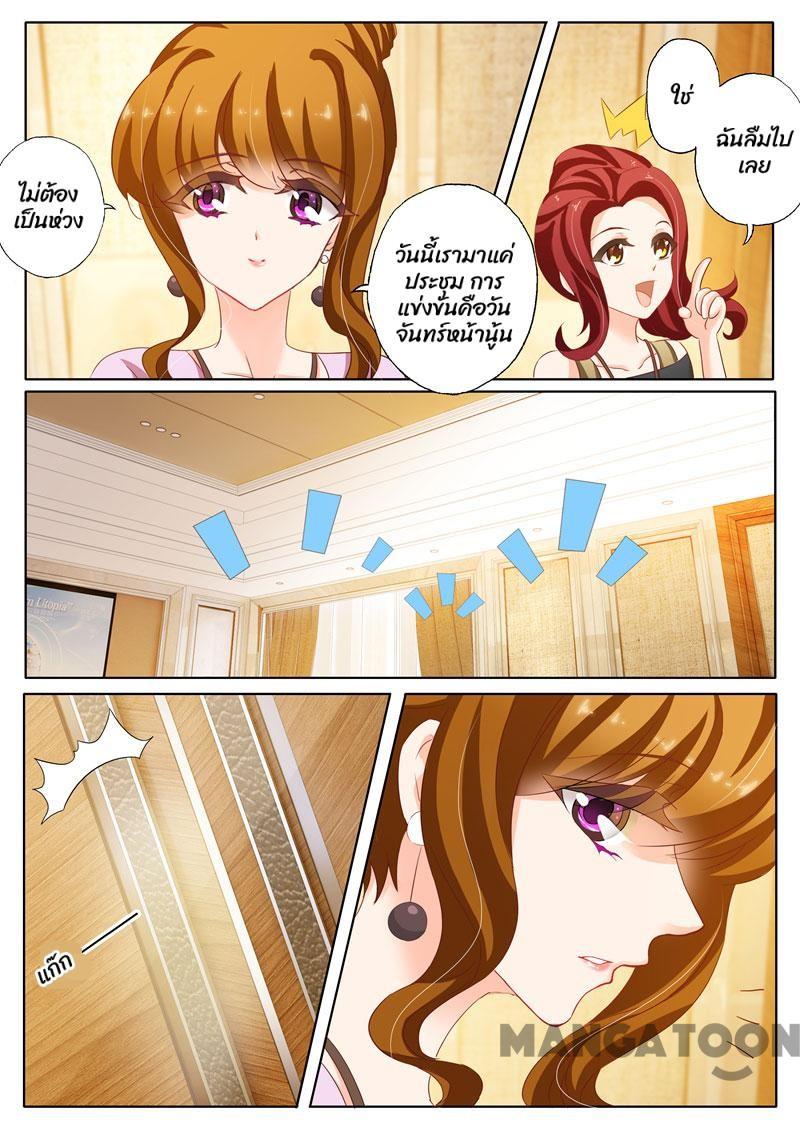 ไม่ต้อง
เป็นห่วง
วันนี้เรามาแค่
ประชุม การ
แข่งขันคือวัน
จันทร์หน้านู้น
ใช่
ฉันลืมไป
เลย
Utopia"
แก๊ก
MANGATOON